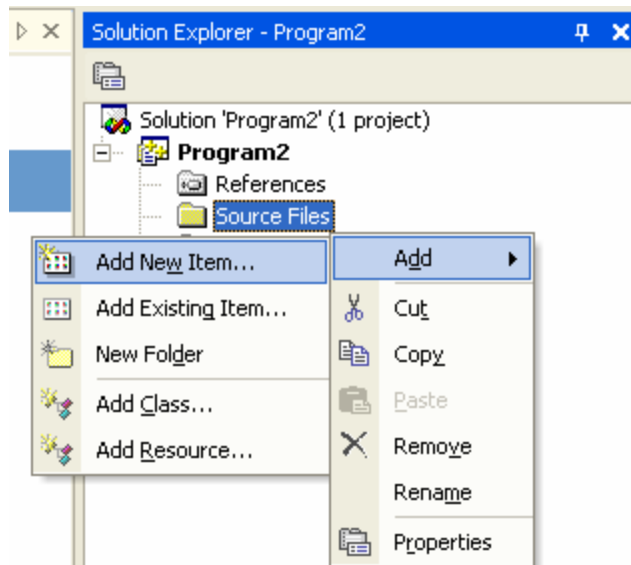 Solution Explorer - Program2
Solution 'Program2' (1 project)
Program2
References
Source Files
Add New Item...
Add Existing Item...
New Folder
Add Class...
Add Resource...
Add
Cut
Copy
Paste
Remove
Rename
Properties